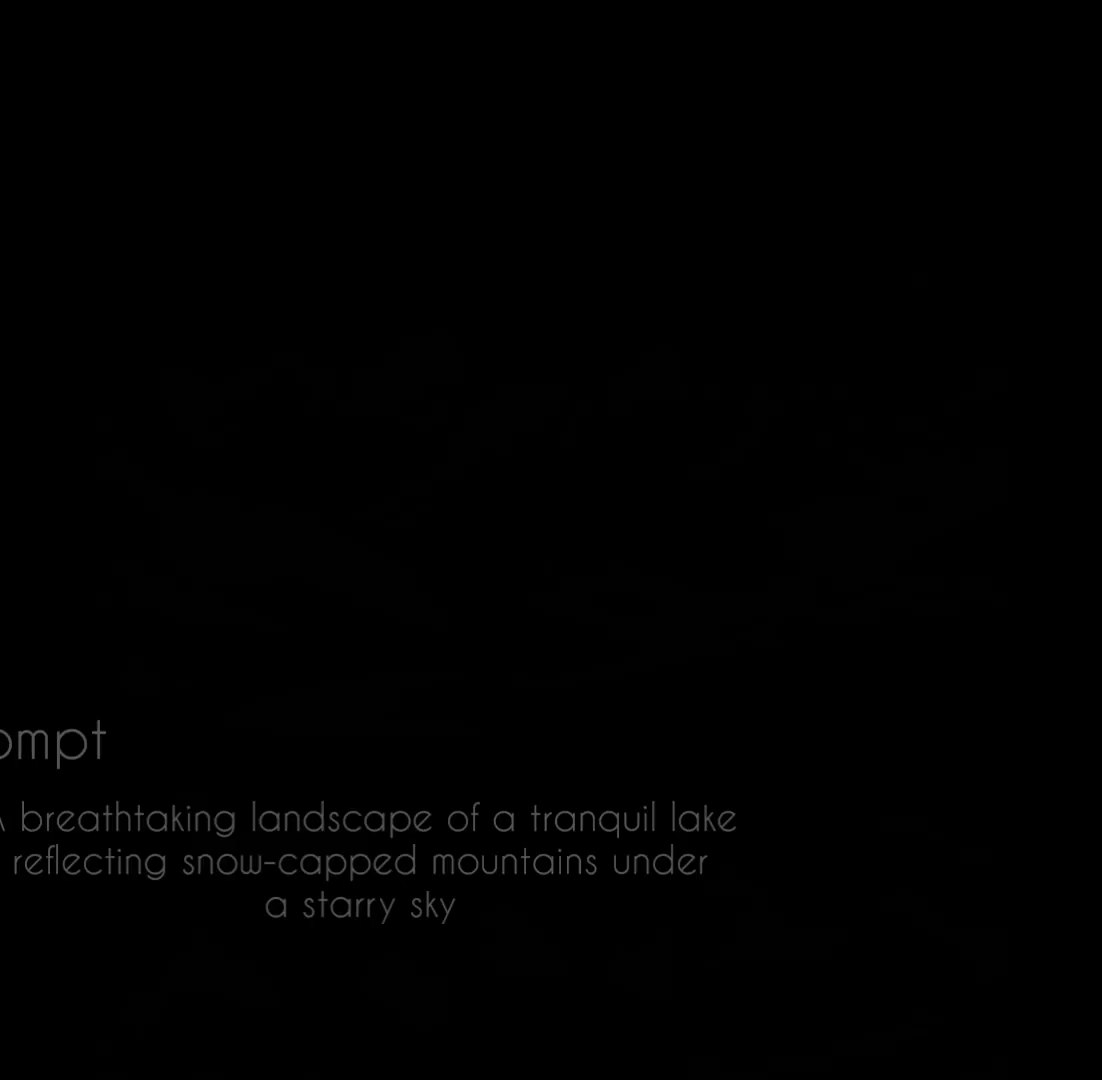 ompt
A breathtaking landscape of a tranquil lake
reflecting snow-capped mountains under
a starry sky